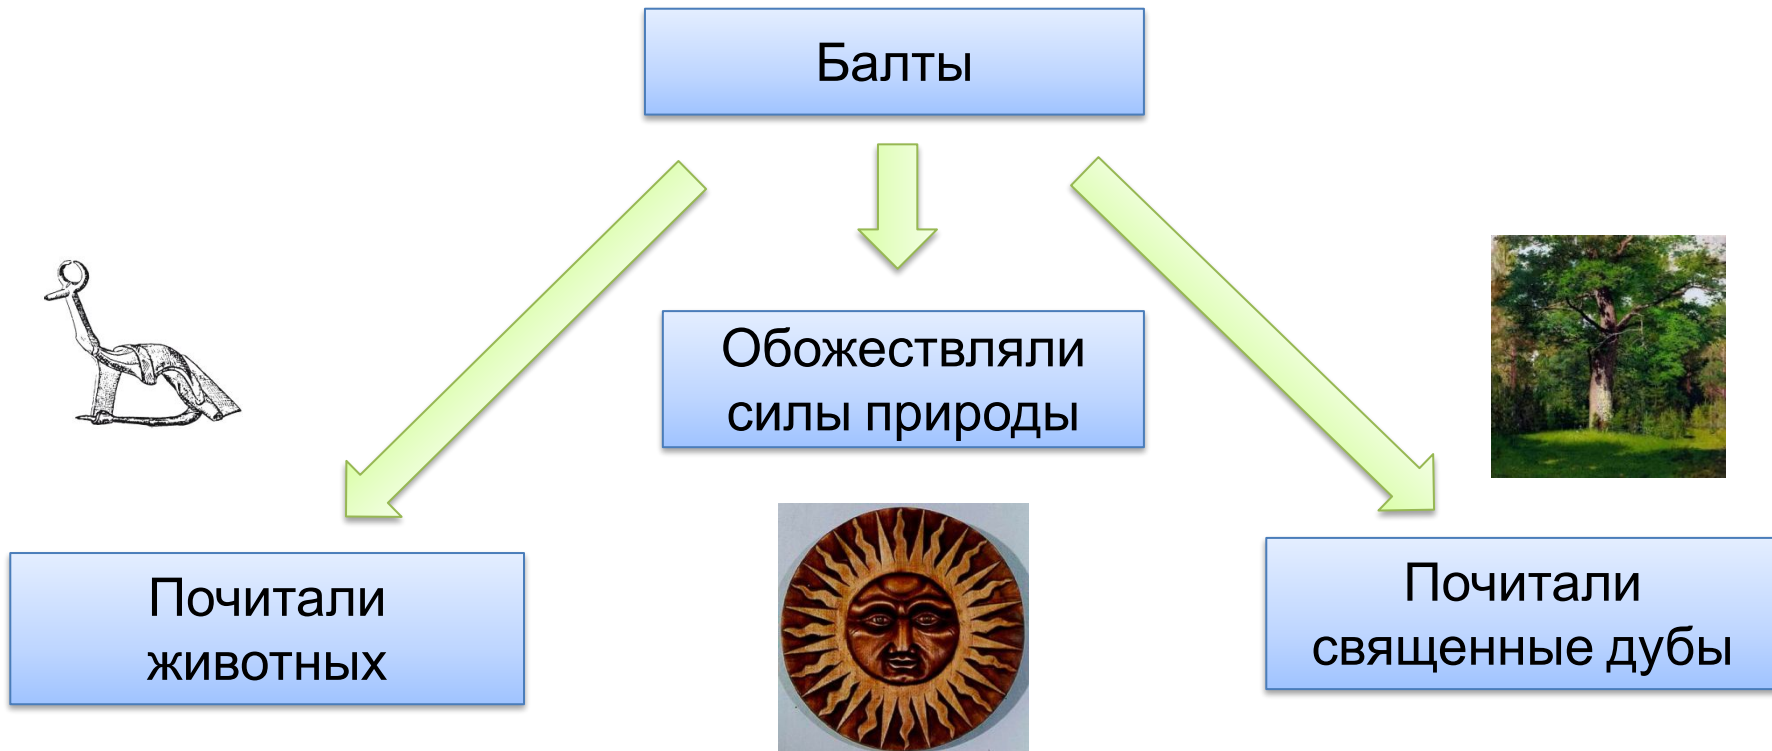 Балты
Обожествляли
силы природы
Почитали
животных
Почитали
священные дубы